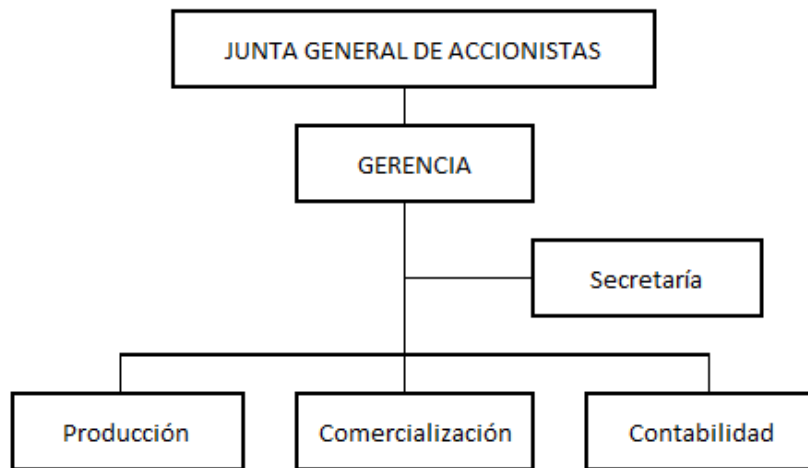 JUNTA GENERAL DE ACCIONISTAS
GERENCIA
Secretaría
Producción
Comercialización
Contabilidad